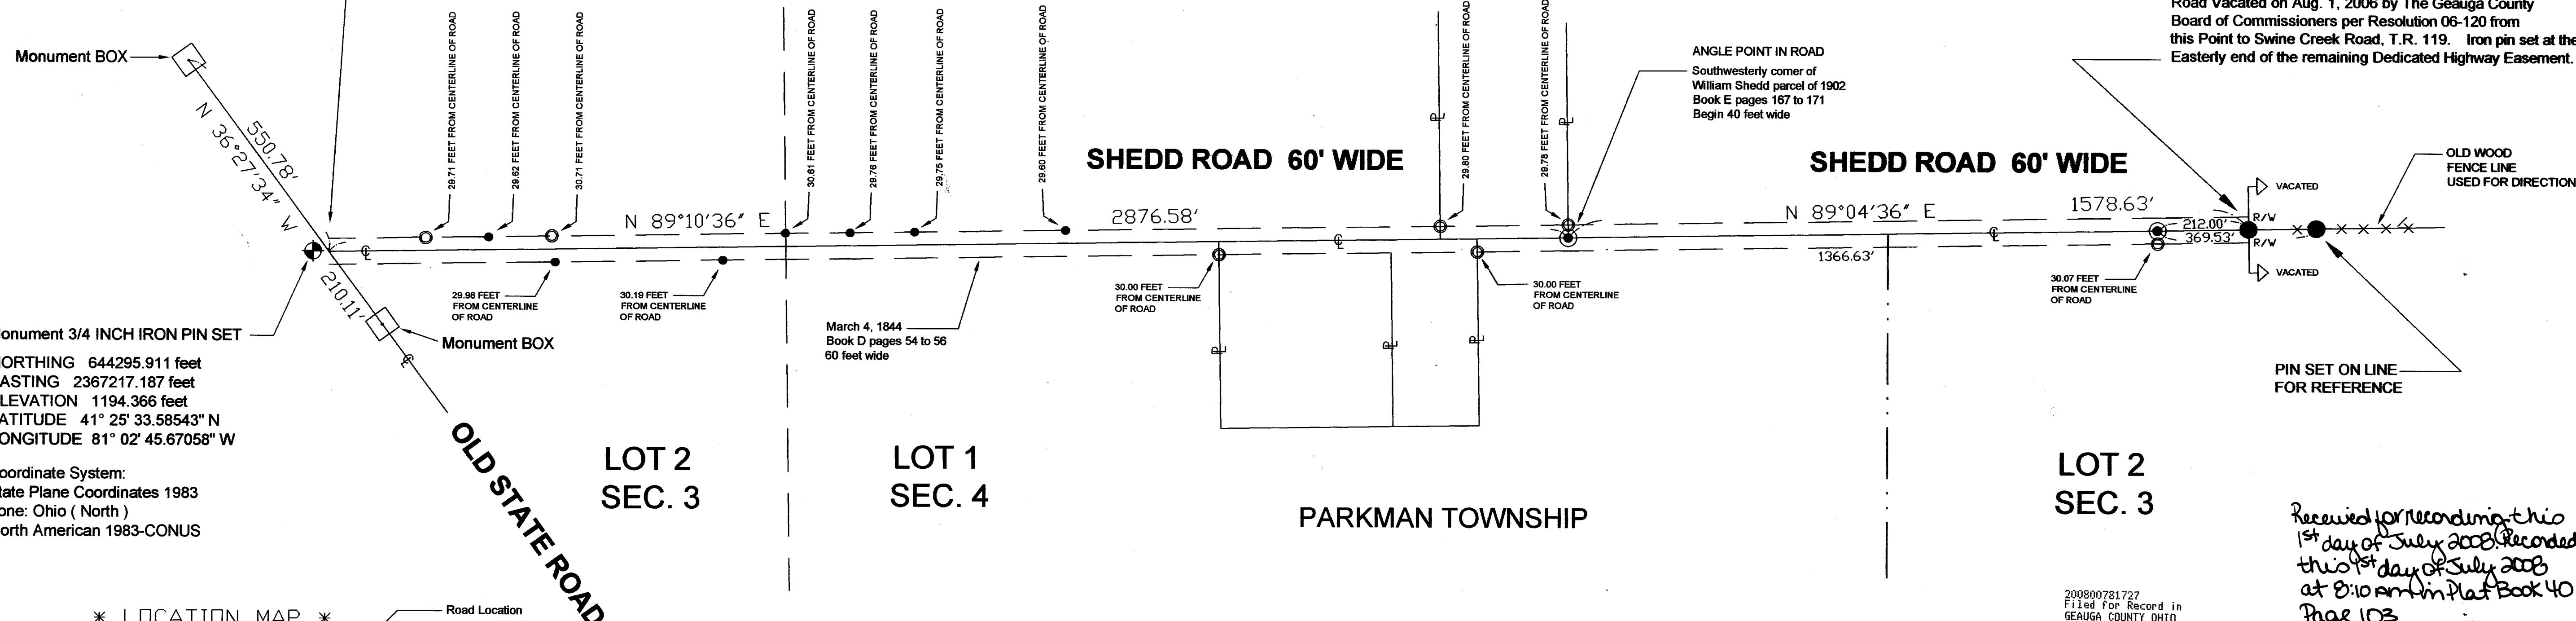 Road Vacated on Aug. 1, 2006 by The Geauga County
Board of Commissioners per Resolution 06-120 from
this Point to Swine Creek Road, T.R. 119. Iron pin set at the
Easterly end of the remaining Dedicated Highway Easement.
Monument BOX
N 36°27'34" W
550.78'
210.11'
29.71 FEET FROM CENTERLINE OF ROAD
29.62 FEET FROM CENTERLINE OF ROAD
30.71 FEET FROM CENTERLINE OF ROAD
30.61 FEET FROM CENTERLINE OF ROAD
29.76 FEET FROM CENTERLINE OF ROAD
29.75 FEET FROM CENTERLINE OF ROAD
29.60 FEET FROM CENTERLINE OF ROAD
29.80 FEET FROM CENTERLINE OF ROAD
29.78 FEET FROM CENTERLINE OF ROAD
ANGLE POINT IN ROAD
Southwesterly corner of
William Shedd parcel of 1902
Book E pages 167 to 171
Begin 40 feet wide
SHEDD ROAD 60' WIDE
SHEDD ROAD 60' WIDE
OLD WOOD
FENCE LINE
USED FOR DIRECTION
N 89°10'36" E
2876.58'
N 89°04'36" E
1578.63'
1366.63'
212.00'
369.53'
R/W
R/W
VACATED
VACATED
29.98 FEET
FROM CENTERLINE
OF ROAD
30.19 FEET
FROM CENTERLINE
OF ROAD
March 4, 1844
Book D pages 54 to 56
60 feet wide
30.00 FEET
FROM CENTERLINE
OF ROAD
30.00 FEET
FROM CENTERLINE
OF ROAD
30.07 FEET
FROM CENTERLINE
OF ROAD
PIN SET ON LINE
FOR REFERENCE
Monument BOX
onument 3/4 INCH IRON PIN SET
ORTHING 644295.911 feet
ASTING 2367217.187 feet
LEVATION 1194.366 feet
ATITUDE 41° 25' 33.58543" N
ONGITUDE 81° 02' 45.67058" W
oordinate System:
tate Plane Coordinates 1983
one: Ohio ( North )
orth American 1983-CONUS
OLD STATE ROAD
LOT 2
SEC. 3
LOT 1
SEC. 4
PARKMAN TOWNSHIP
LOT 2
SEC. 3
* LOCATION MAP *
Road Location
200800781727
Filed for Record in
GEAUGA COUNTY OHIO
Received for recording this
1st day of July 2008. Recorded
this 1st day of July 2008
at 8:10 am in Plat Book 40
Page 103